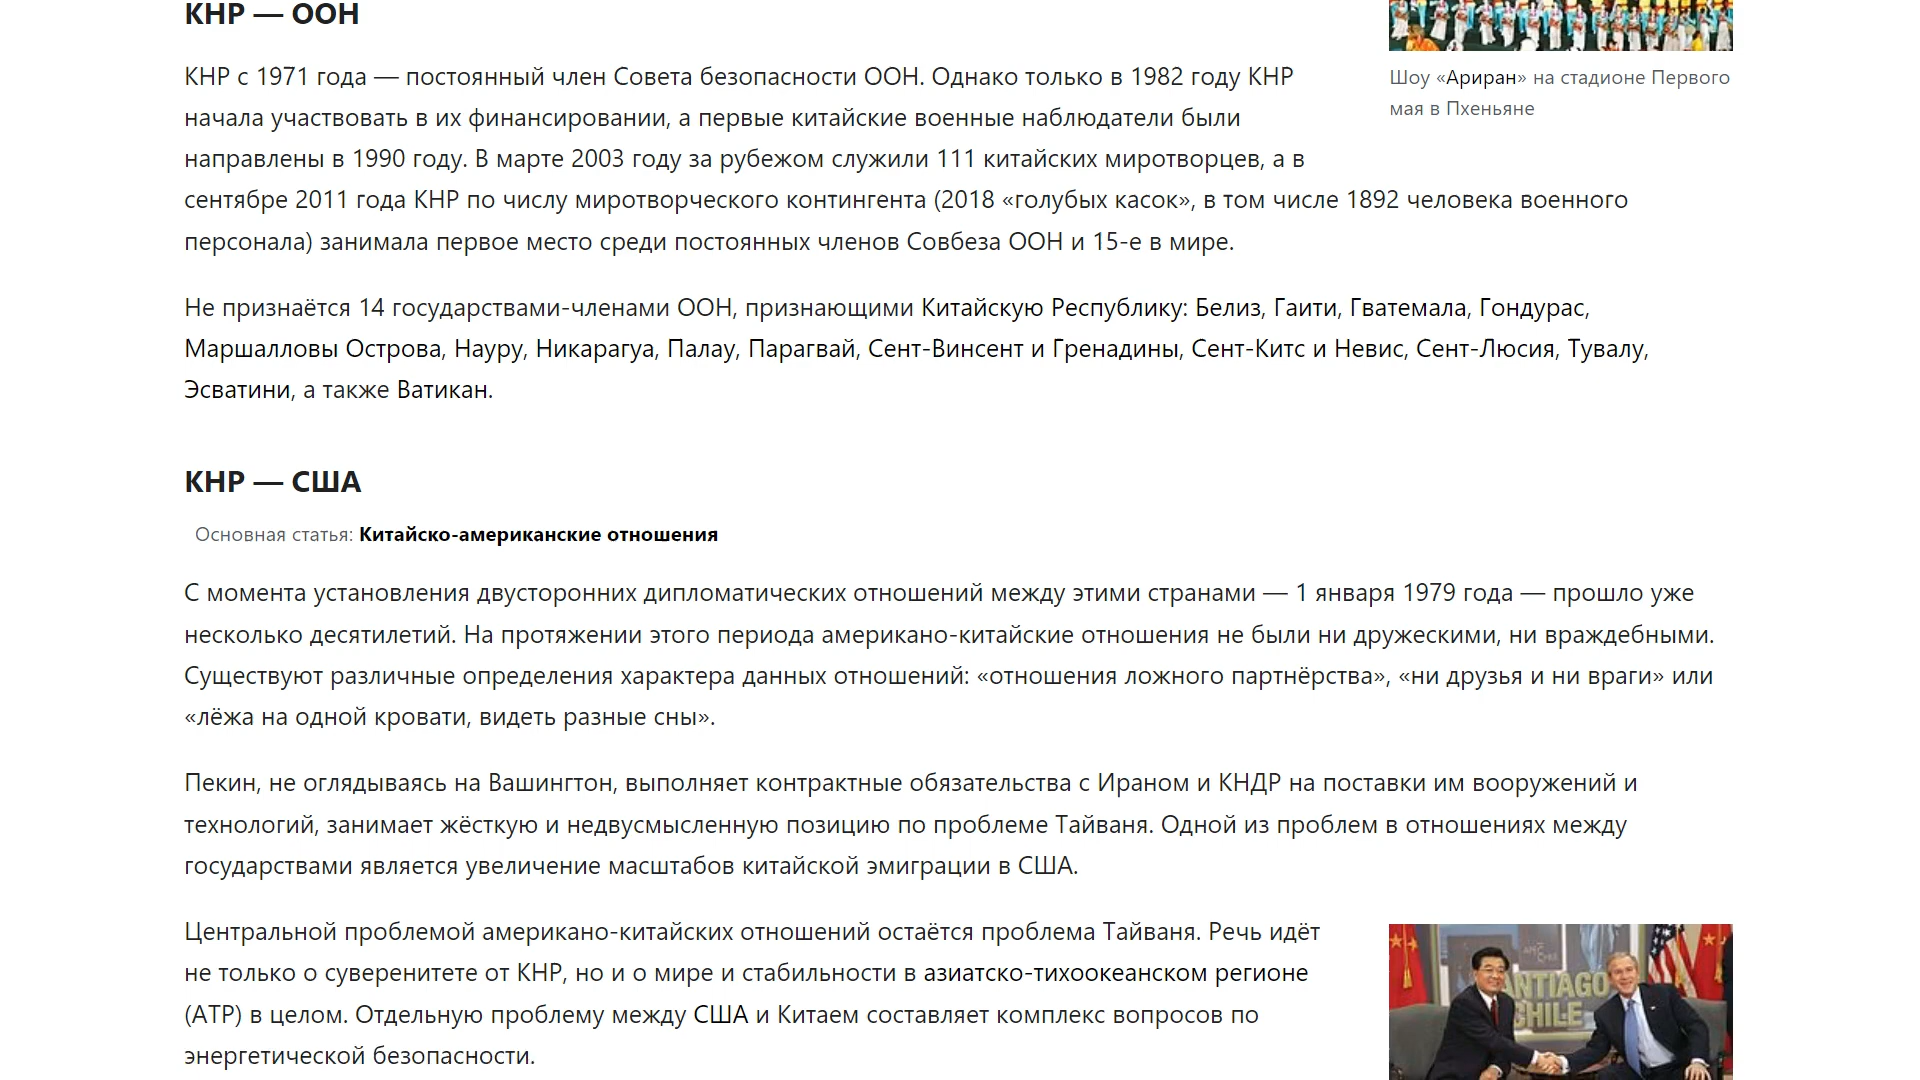 КНР — ООН
КНР с 1971 года — постоянный член Совета безопасности ООН. Однако только в 1982 году КНР
начала участвовать в их финансировании, а первые китайские военные наблюдатели были
направлены в 1990 году. В марте 2003 году за рубежом служили 111 китайских миротворцев, а в
сентябре 2011 года КНР по числу миротворческого контингента (2018 «голубых касок», в том числе 1892 человека военного
персонала) занимала первое место среди постоянных членов Совбеза ООН и 15-е в мире.
Шоу «Ариран» на стадионе Первого
мая в Пхеньяне
Не признаётся 14 государствами-членами ООН, признающими Китайскую Республику: Белиз, Гаити, Гватемала, Гондурас,
Маршалловы Острова, Науру, Никарагуа, Палау, Парагвай, Сент-Винсент и Гренадины, Сент-Китс и Невис, Сент-Люсия, Тувалу,
Эсватини, а также Ватикан.
КНР — США
Основная статья: Китайско-американские отношения
С момента установления двусторонних дипломатических отношений между этими странами — 1 января 1979 года — прошло уже
несколько десятилетий. На протяжении этого периода американо-китайские отношения не были ни дружескими, ни враждебными.
Существуют различные определения характера данных отношений: «отношения ложного партнёрства», «ни друзья и ни враги» или
«лёжа на одной кровати, видеть разные сны».
Пекин, не оглядываясь на Вашингтон, выполняет контрактные обязательства с Ираном и КНДР на поставки им вооружений и
технологий, занимает жёсткую и недвусмысленную позицию по проблеме Тайваня. Одной из проблем в отношениях между
государствами является увеличение масштабов китайской эмиграции в США.
Центральной проблемой американо-китайских отношений остаётся проблема Тайваня. Речь идёт
не только о суверенитете от КНР, но и о мире и стабильности в азиатско-тихоокеанском регионе
(АТР) в целом. Отдельную проблему между США и Китаем составляет комплекс вопросов по
энергетической безопасности.
ANTIAGO
CHILE